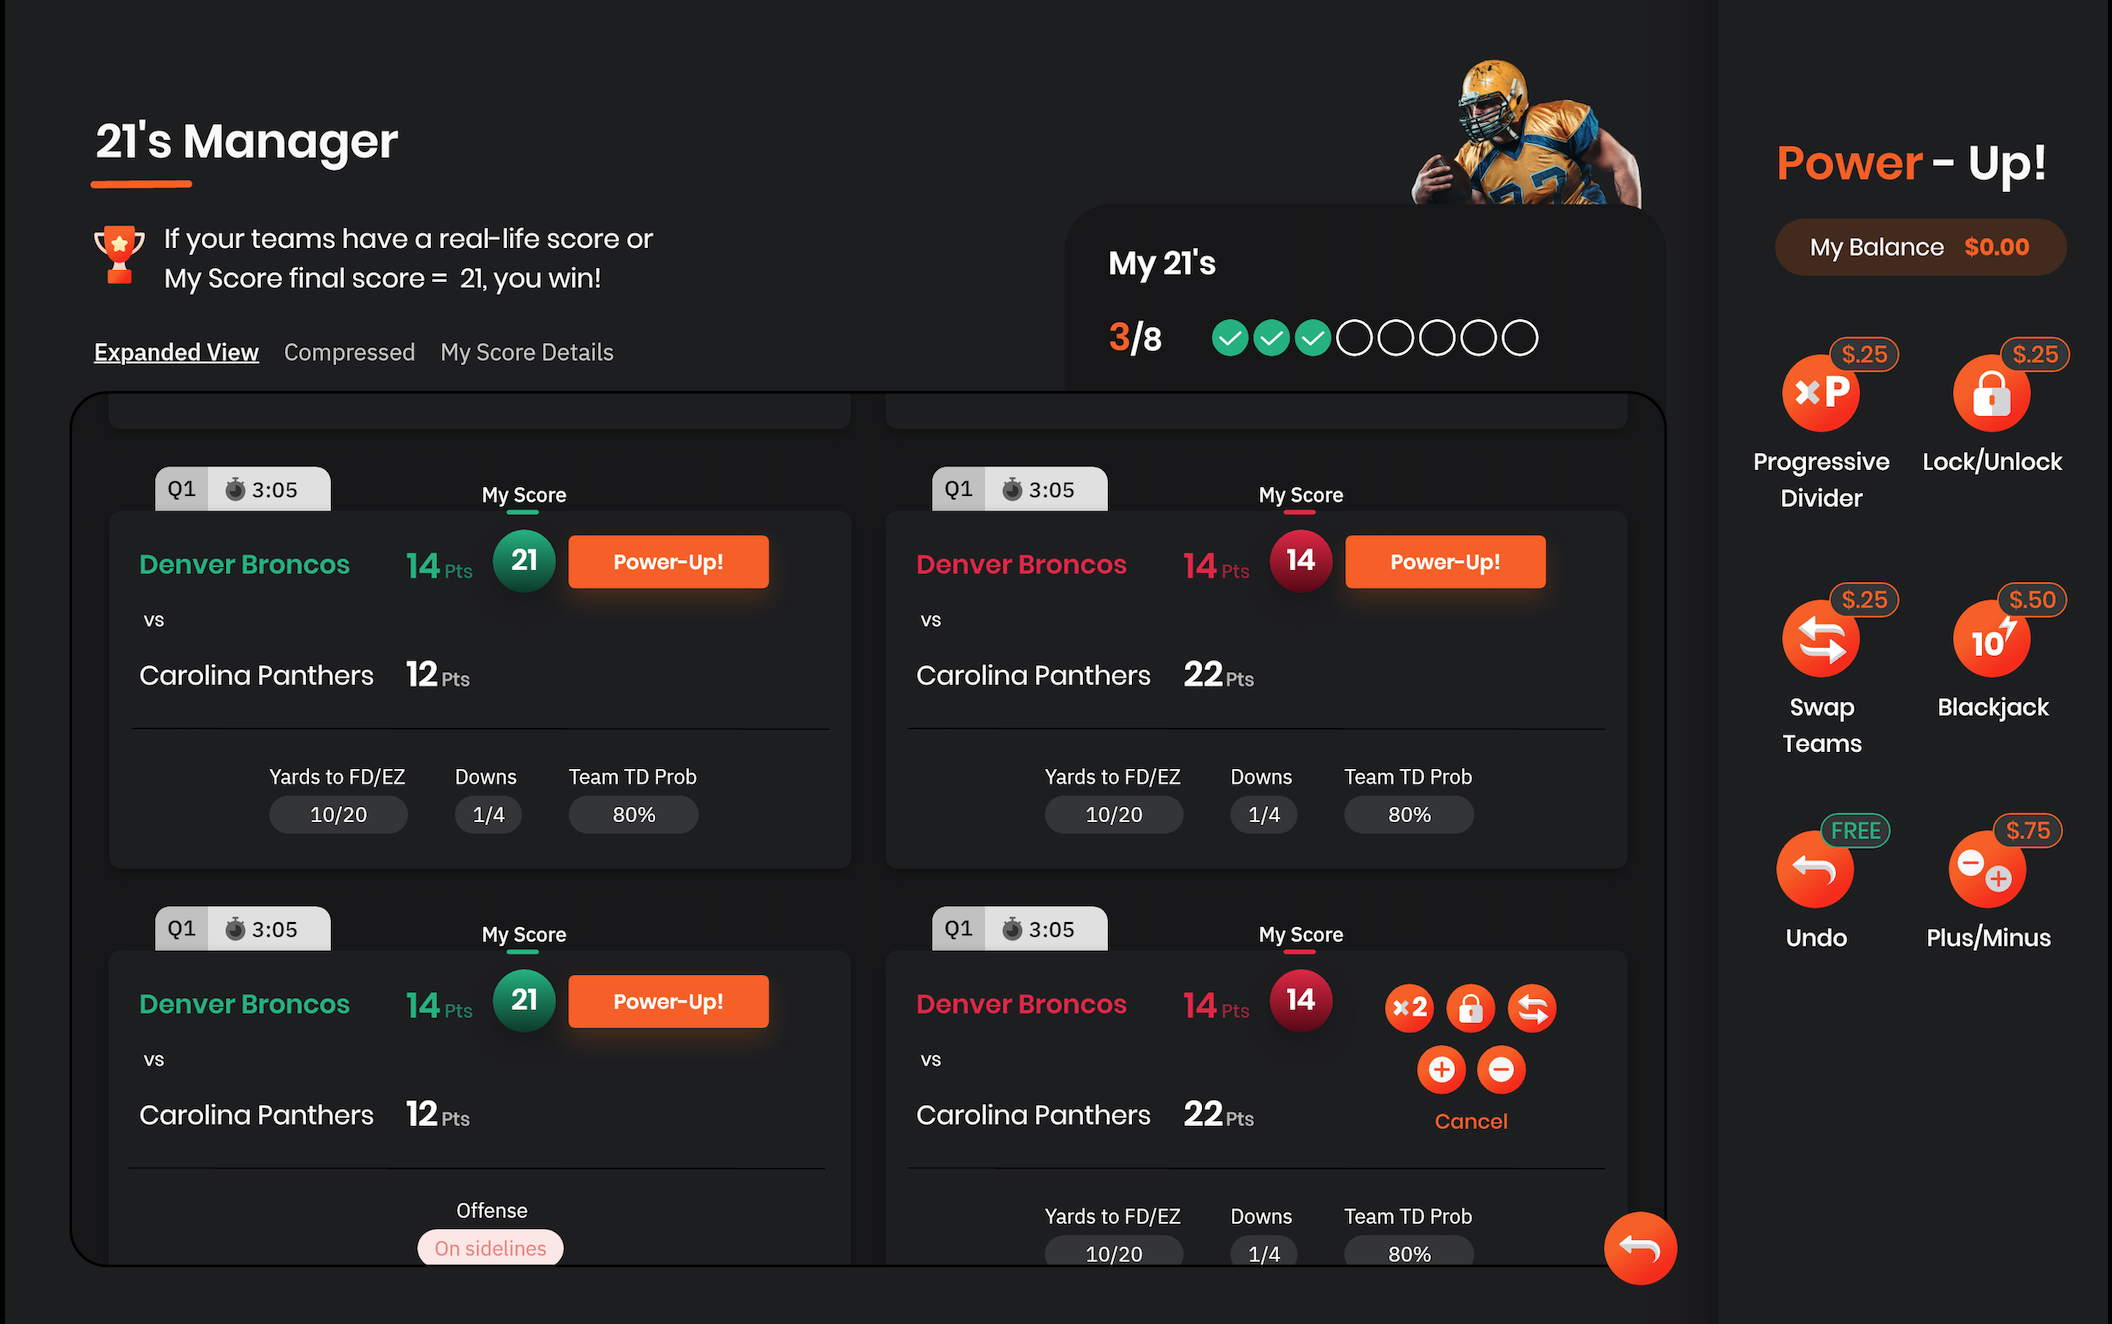 21's Manager
If your teams have a real-life score or
My Score final score = 21, you win!
Expanded View Compressed My Score Details
My 21's
3/8
Q1 3:05 My Score
Denver Broncos 14 Pts 21 Power-Up!
vs
Carolina Panthers 12 Pts
Yards to FD/EZ Downs Team TD Prob
10/20 1/4 80%
Q1 3:05 My Score
Denver Broncos 14 Pts 14 Power-Up!
vs
Carolina Panthers 22 Pts
Yards to FD/EZ Downs Team TD Prob
10/20 1/4 80%
Q1 3:05 My Score
Denver Broncos 14 Pts 21 Power-Up!
vs
Carolina Panthers 12 Pts
Offense
On sidelines
Q1 3:05 My Score
Denver Broncos 14 Pts 14 ×2
vs
Carolina Panthers 22 Pts
Cancel
Yards to FD/EZ Downs Team TD Prob
10/20 1/4 80%
Power - Up!
My Balance $0.00
$.25 $.25
×P
Progressive Lock/Unlock
Divider
$.25 $.50
10
Swap Blackjack
Teams
FREE $.75
Undo Plus/Minus